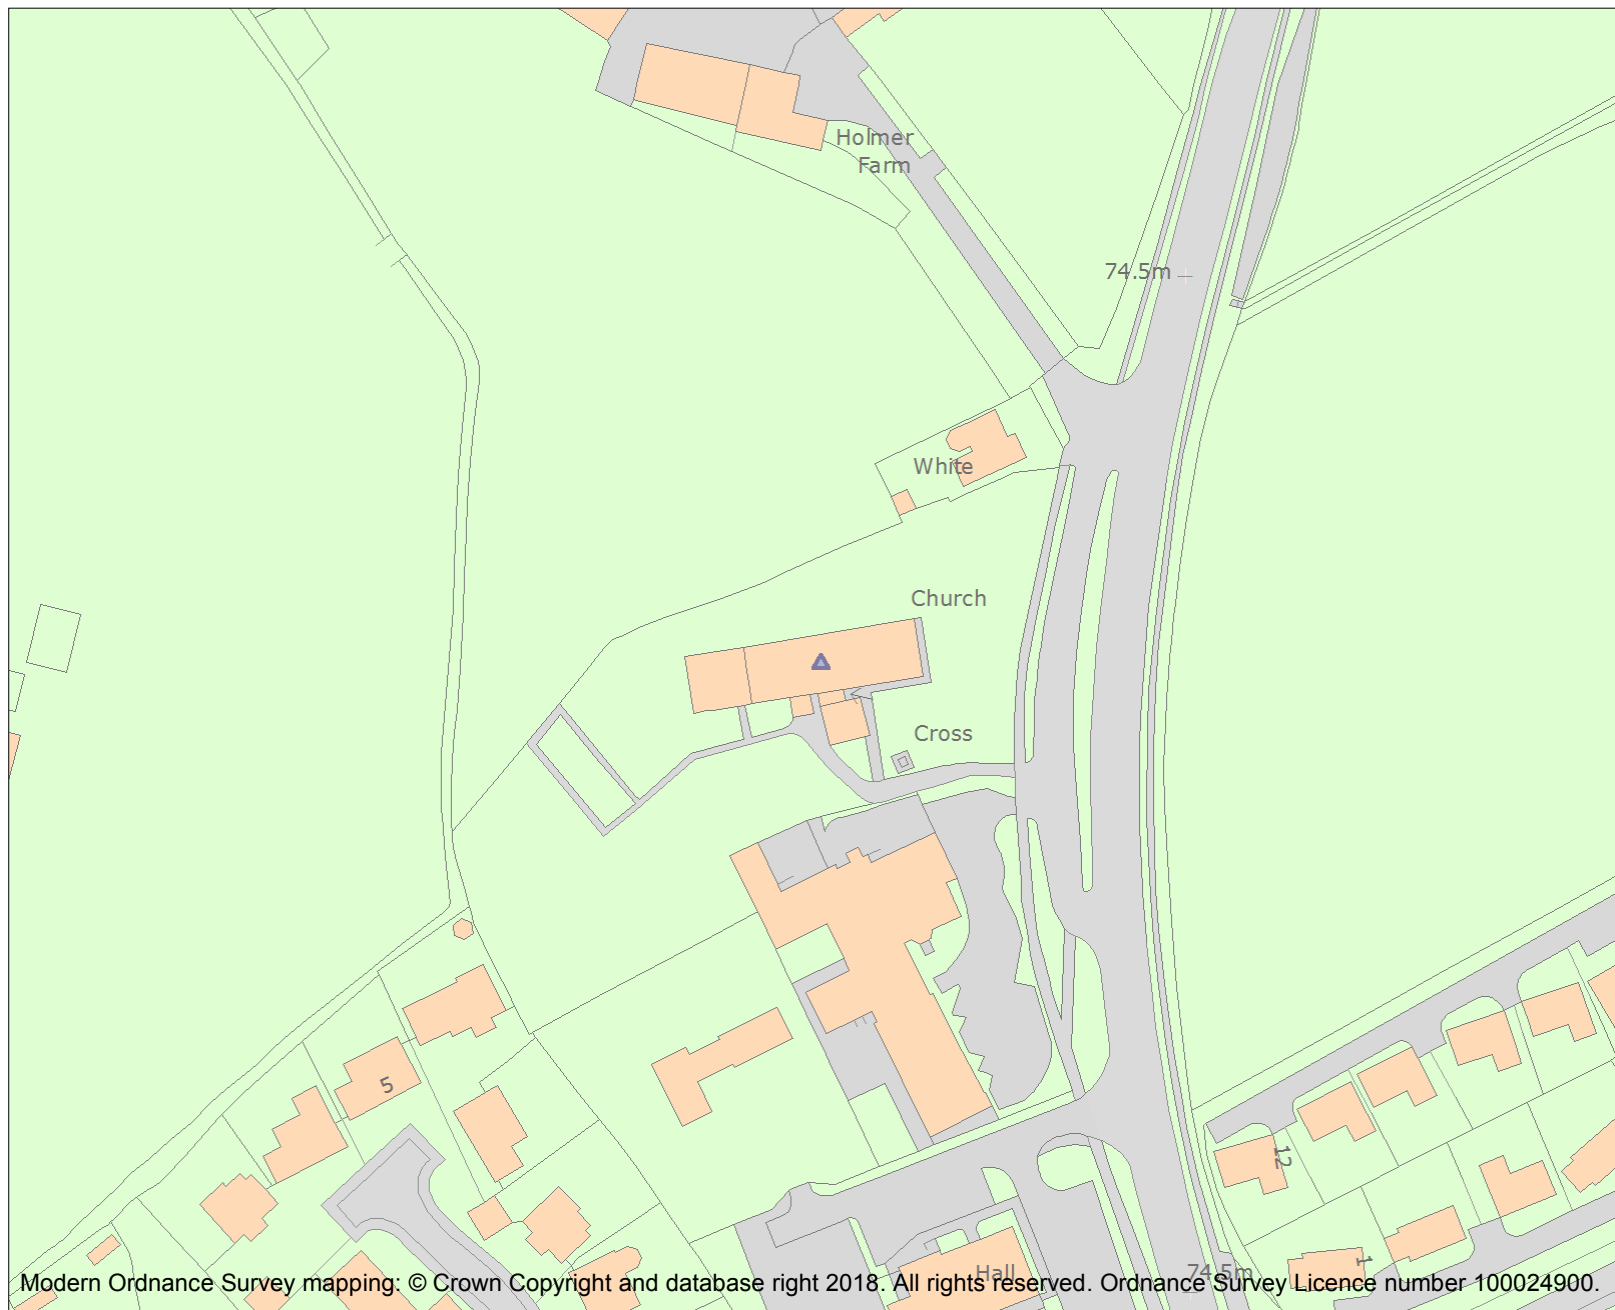 Holmer
Farm
74.5m
White
Church
Cross
5
12
1
Hall
74.5m
Modern Ordnance Survey mapping: © Crown Copyright and database right 2018. All rights reserved. Ordnance Survey Licence number 100024900.